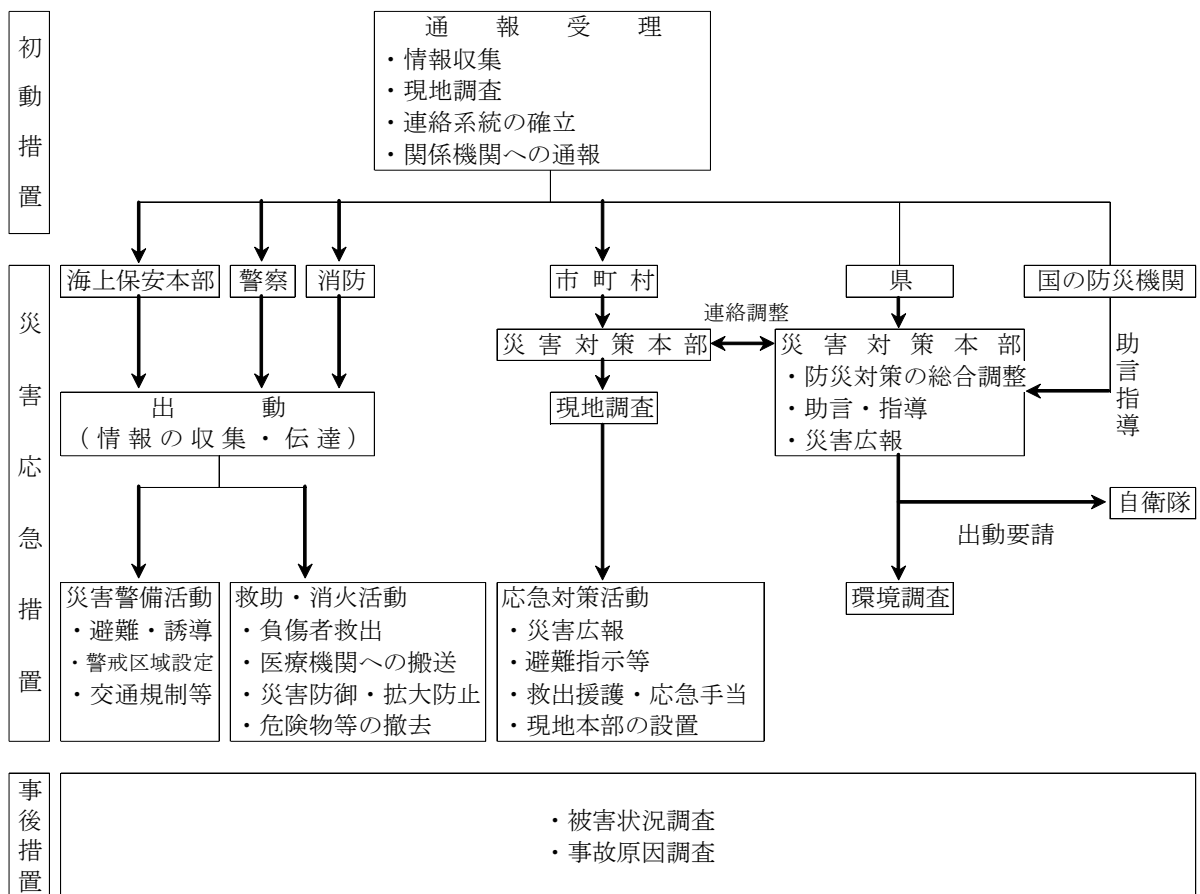 初動措置
通報受理
・情報収集
・現地調査
・連絡系統の確立
・関係機関への通報
災害応急措置
海上保安本部
警察
消防
市町村
県
国の防災機関
連絡調整
災害対策本部
災害対策本部
・防災対策の総合調整
・助言・指導
・災害広報
助言指導
出動
(情報の収集・伝達)
現地調査
自衛隊
出動要請
災害警備活動
・避難・誘導
・警戒区域設定
・交通規制等
救助・消火活動
・負傷者救出
・医療機関への搬送
・災害防御・拡大防止
・危険物等の撤去
応急対策活動
・災害広報
・避難指示等
・救出援護・応急手当
・現地本部の設置
環境調査
事後措置
・被害状況調査
・事故原因調査